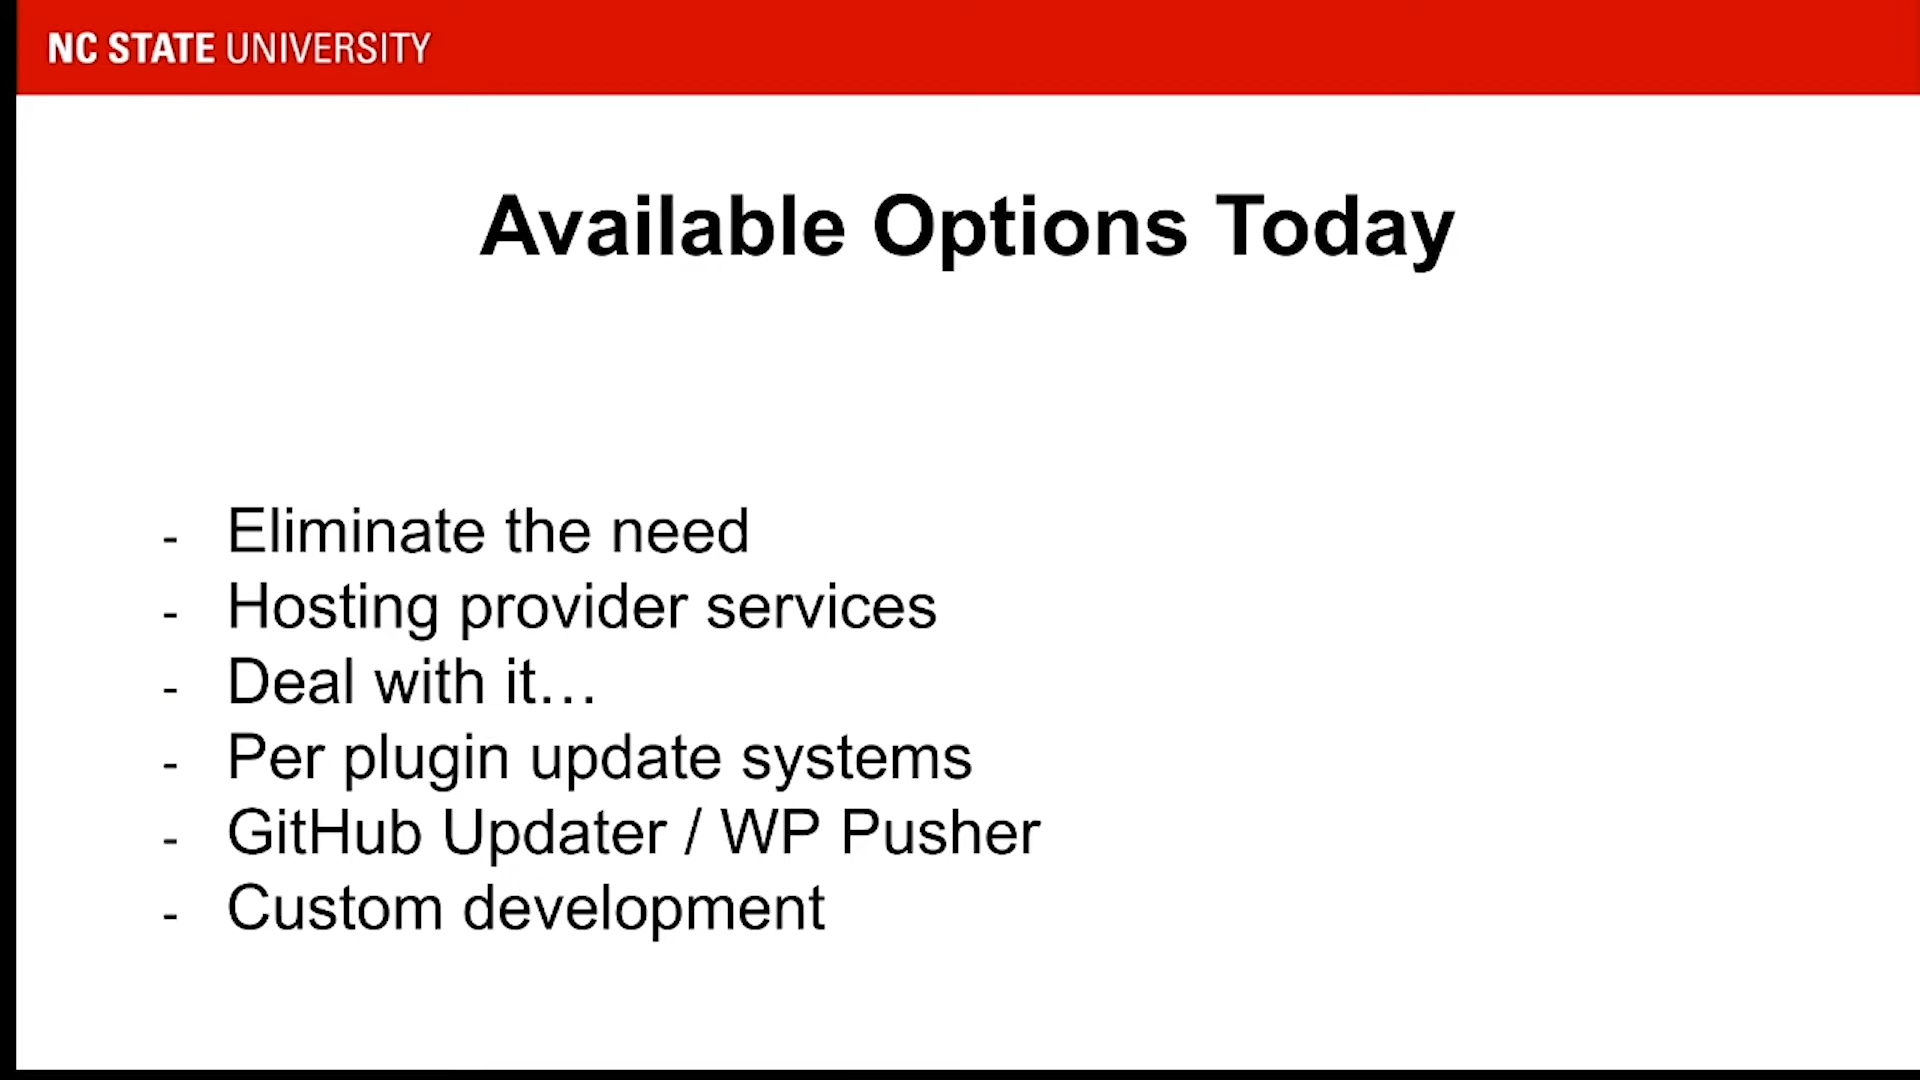 NC STATE UNIVERSITY
Available Options Today
- Eliminate the need
- Hosting provider services
- Deal with it…
- Per plugin update systems
- GitHub Updater / WP Pusher
- Custom development